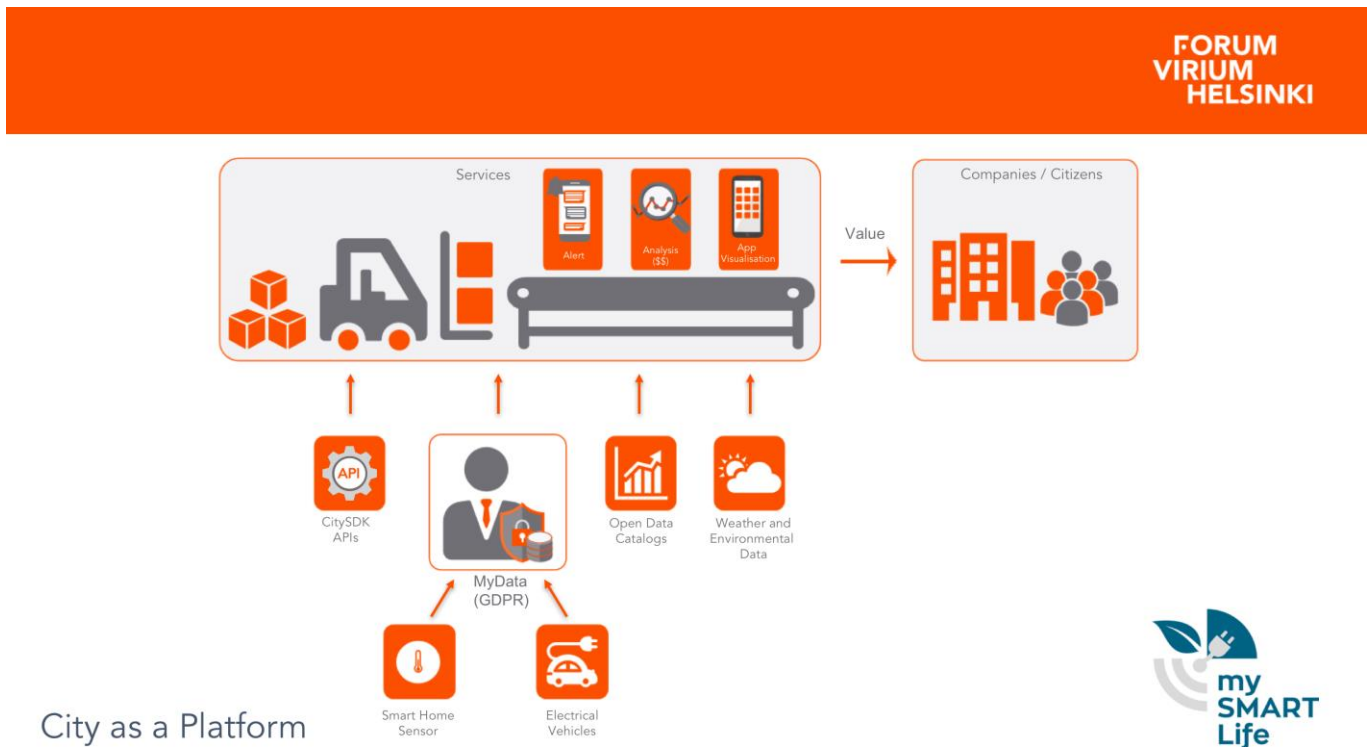 FORUM
VIRIUM
HELSINKI
Services
Alert
Analysis
($$)
App
Visualisation
Value
Companies / Citizens
API
CitySDK
APIs
MyData
(GDPR)
Open Data
Catalogs
Weather and
Environmental
Data
Smart Home
Sensor
Electrical
Vehicles
City as a Platform
my
SMART
Life